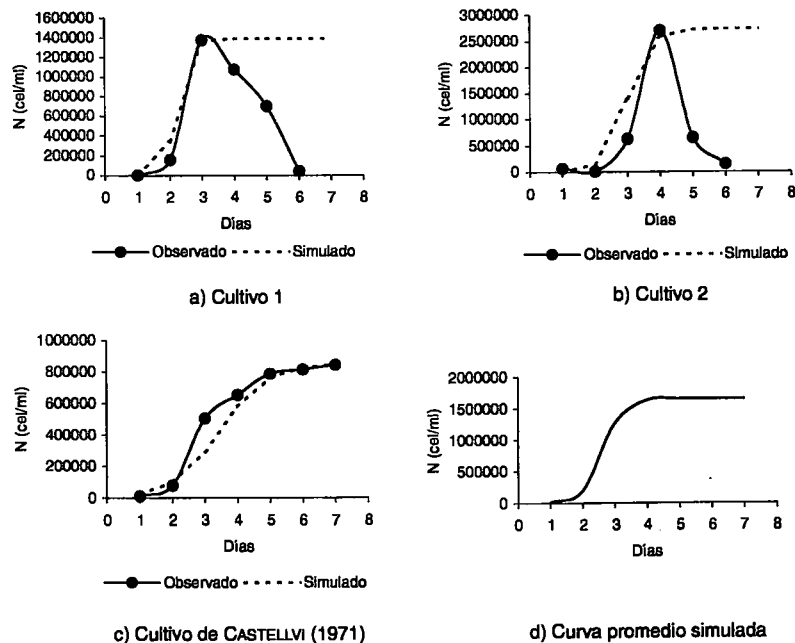 1600000
1400000
1200000
1000000
800000
600000
400000
200000
0
N (cel/ml)
0 1 2 3 4 5 6 7 8
Días
Observado Simulado
a) Cultivo 1
3000000
2500000
2000000
1500000
1000000
500000
0
N (cel/ml)
0 1 2 3 4 5 6 7 8
Días
Observado Simulado
b) Cultivo 2
1000000
800000
600000
400000
200000
0
N (cel/ml)
0 1 2 3 4 5 6 7 8
Días
Observado Simulado
c) Cultivo de CASTELLVI (1971)
2000000
1500000
1000000
500000
0
N (cel/ml)
0 1 2 3 4 5 6 7 8
Días
d) Curva promedio simulada